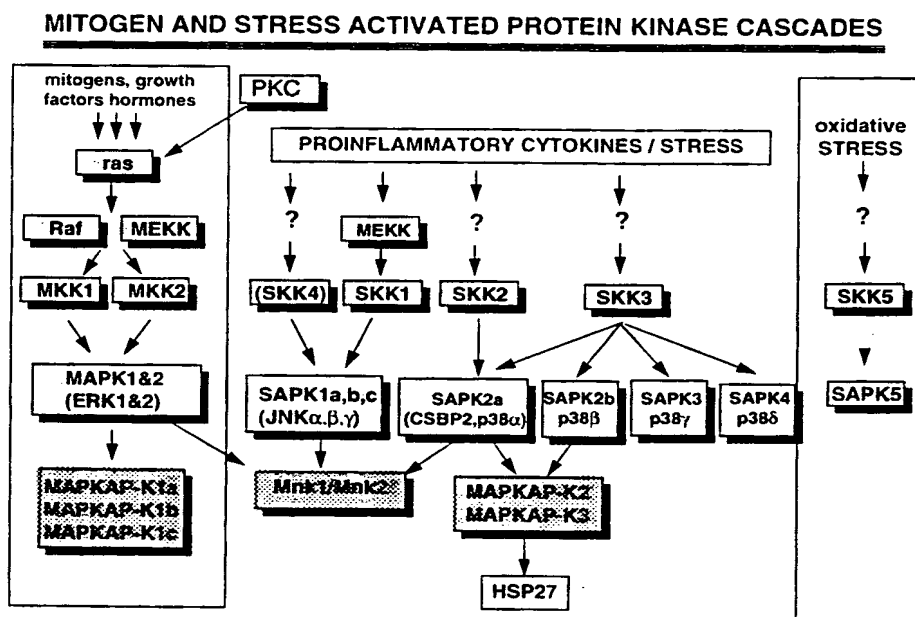 MITOGEN AND STRESS ACTIVATED PROTEIN KINASE CASCADES
mitogens, growth
factors hormones
PKC
ras
Raf
MEKK
MKK1
MKK2
MAPK1&2
(ERK1&2)
MAPKAP-K1a
MAPKAP-K1b
MAPKAP-K1c
PROINFLAMMATORY CYTOKINES / STRESS
?
MEKK
?
?
(SKK4)
SKK1
SKK2
SKK3
SAPK1a,b,c
(JNKα.β.γ)
SAPK2a
(CSBP2,p38α)
SAPK2b
p38β
SAPK3
p38γ
SAPK4
p38δ
Mnk1/Mnk2
MAPKAP-K2
MAPKAP-K3
HSP27
oxidative
STRESS
?
SKK5
SAPK5